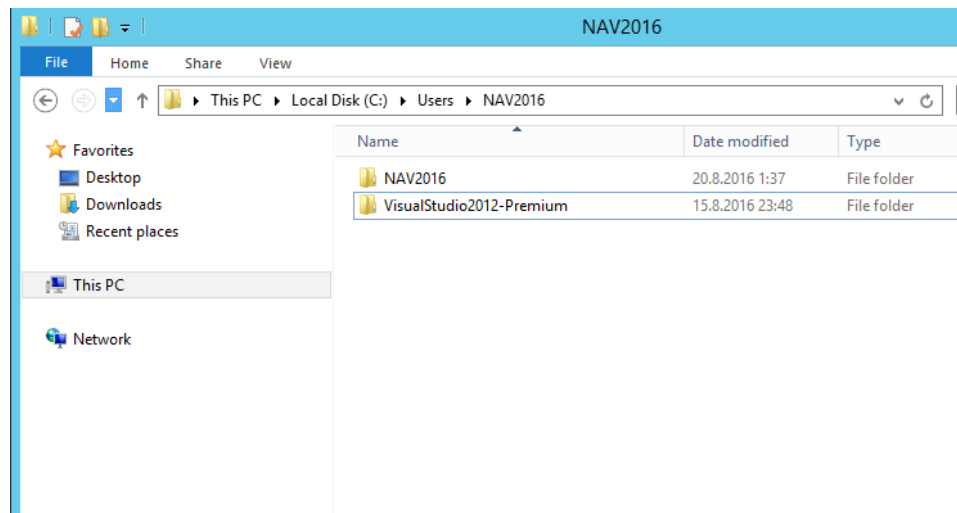 NAV2016
File Home Share View
This PC Local Disk (C:) Users NAV2016
Name Date modified Type
Favorites
Desktop
Downloads
Recent places
This PC
Network
NAV2016 20.8.2016 1:37 File folder
VisualStudio2012-Premium 15.8.2016 23:48 File folder